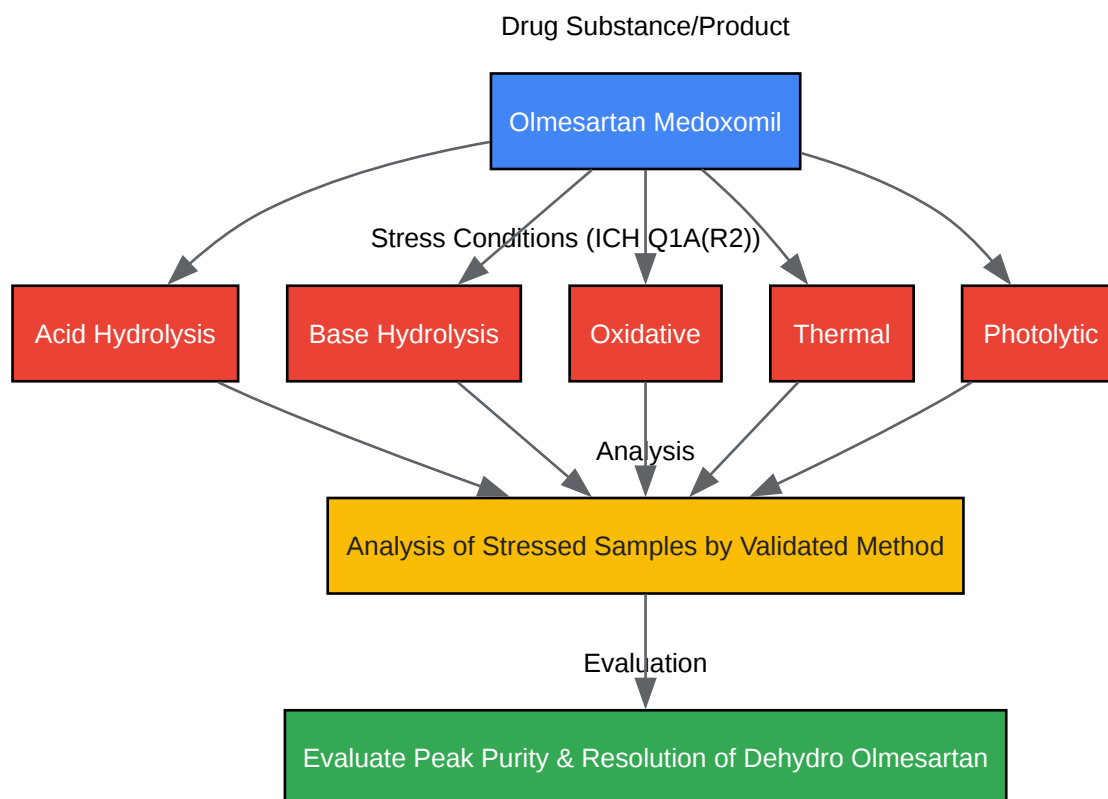 Drug Substance/Product
Olmesartan Medoxomil
Stress Conditions (ICH Q1A(R2))
Acid Hydrolysis
Base Hydrolysis
Oxidative
Thermal
Photolytic
Analysis
Analysis of Stressed Samples by Validated Method
Evaluation
Evaluate Peak Purity & Resolution of Dehydro Olmesartan